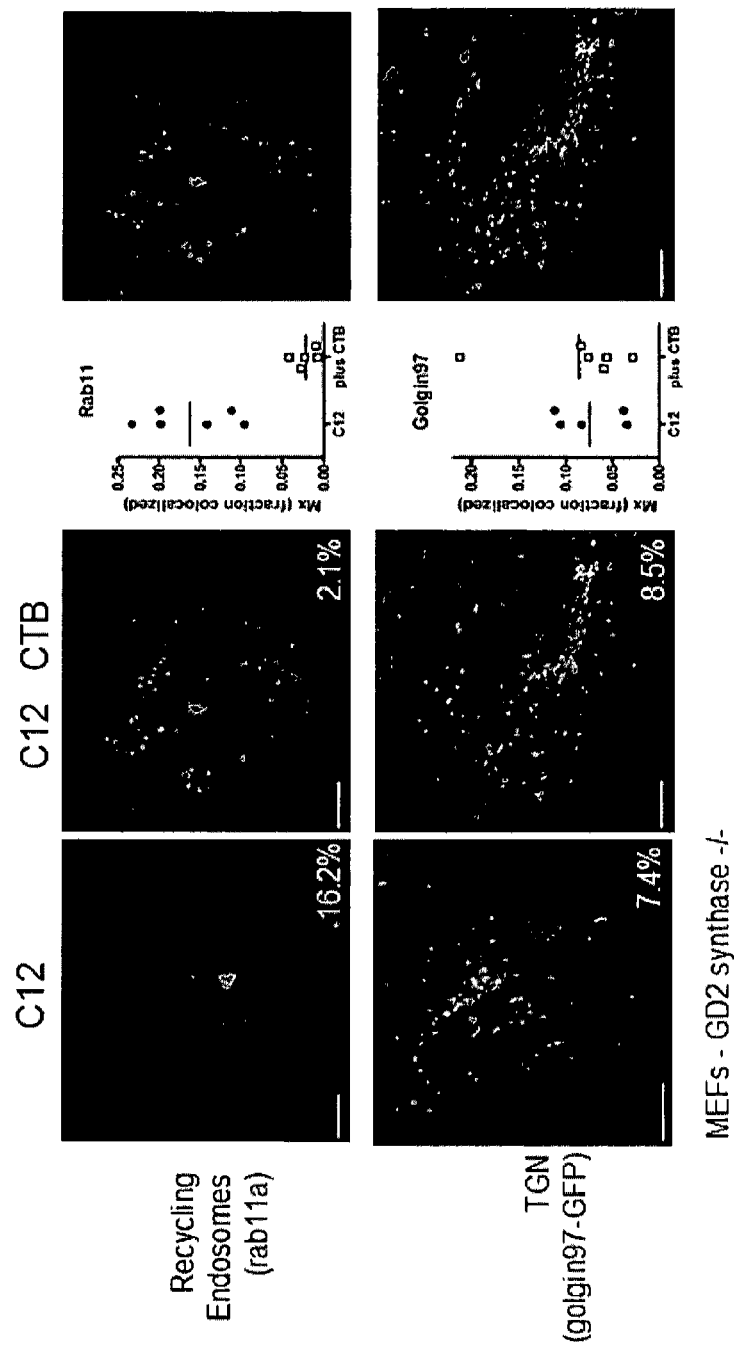 C12
C12 CTB
Recycling
Endosomes
(rab11a)
16.2%
2.1%
Rab11
Mx (fraction colocalized)
0.25
0.20
0.15
0.10
0.05
0.00
C12
plus CTB
TGN
(golgin97-GFP)
7.4%
8.5%
Golgin97
Mx (fraction colocalized)
0.20
0.15
0.10
0.05
0.00
C12
plus CTB
MEFs - GD2 synthase -/-